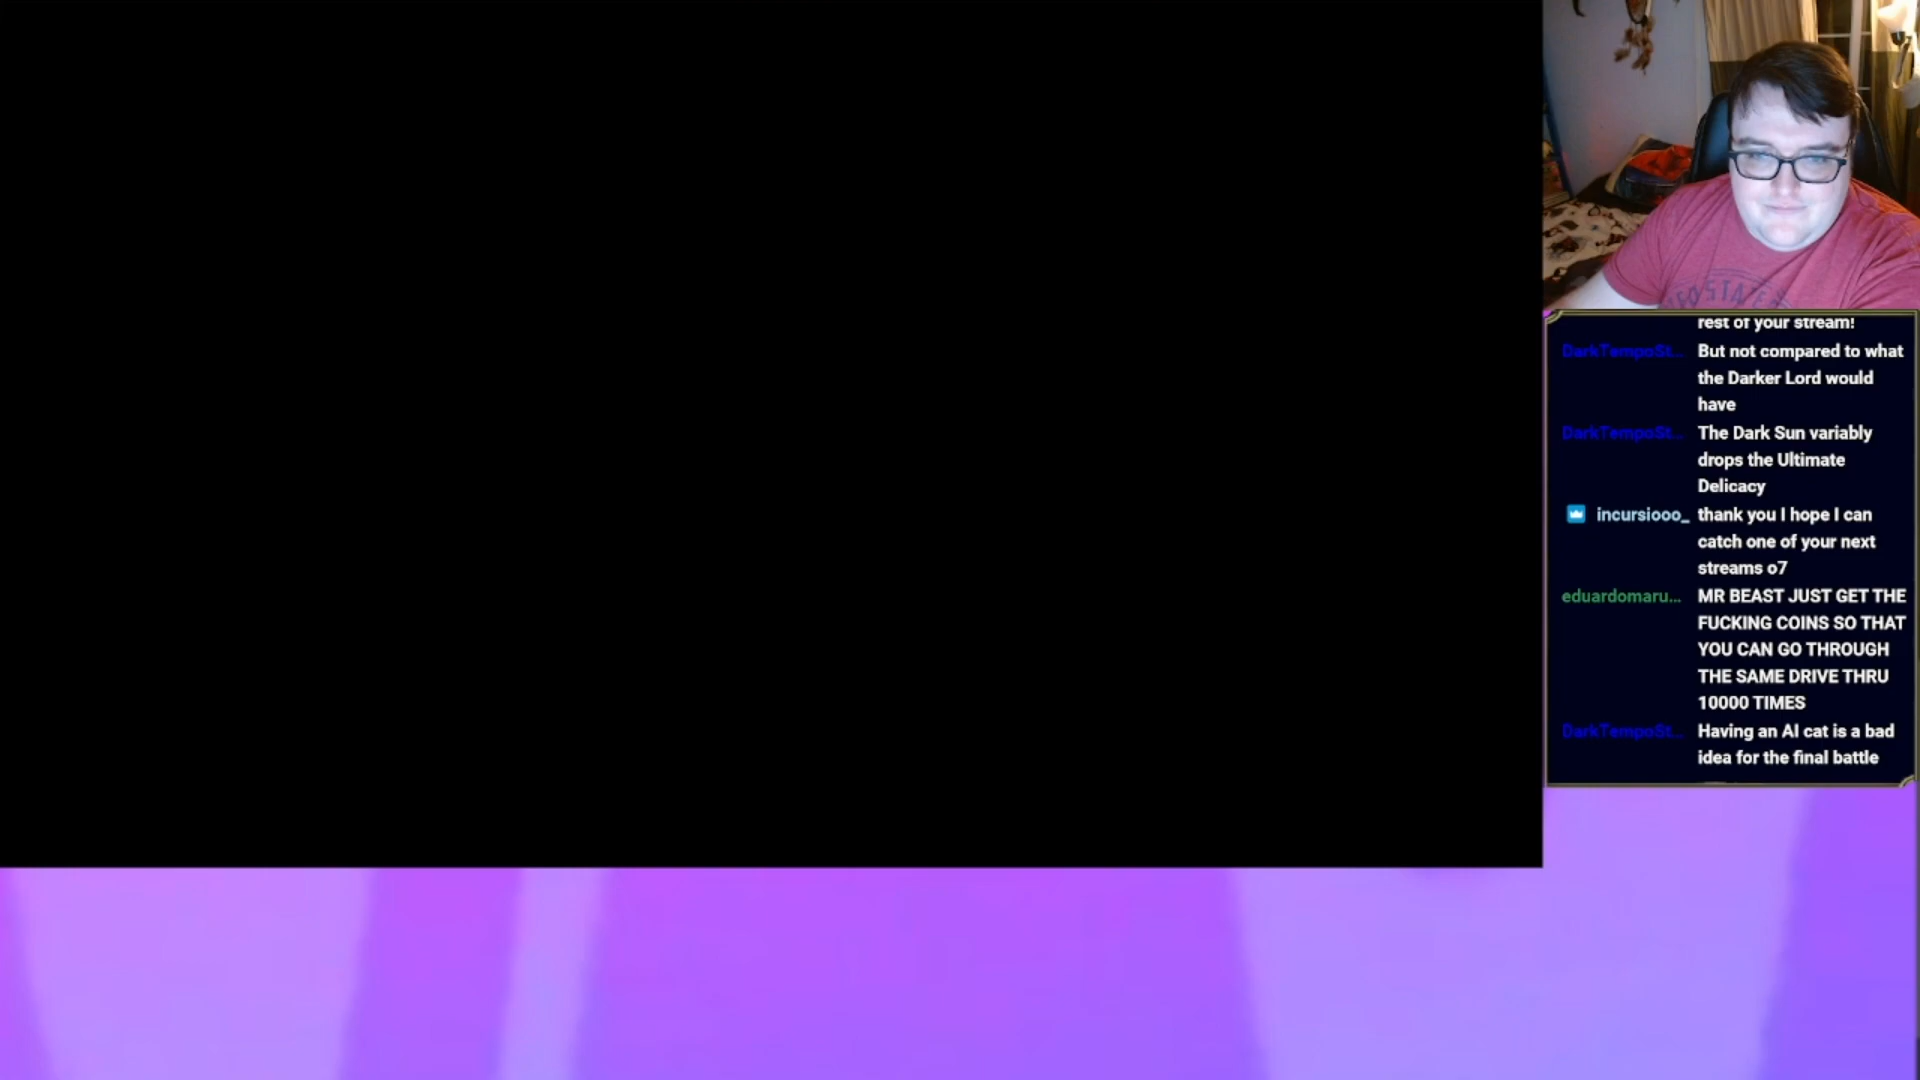 rest of your stream!
DarkTempoSt... But not compared to what
the Darker Lord would
have
DarkTempoSt... The Dark Sun variably
drops the Ultimate
Delicacy
incursiooo_ thank you I hope I can
catch one of your next
streams o7
eduardomaru... MR BEAST JUST GET THE
FUCKING COINS SO THAT
YOU CAN GO THROUGH
THE SAME DRIVE THRU
10000 TIMES
DarkTempoSt... Having an AI cat is a bad
idea for the final battle